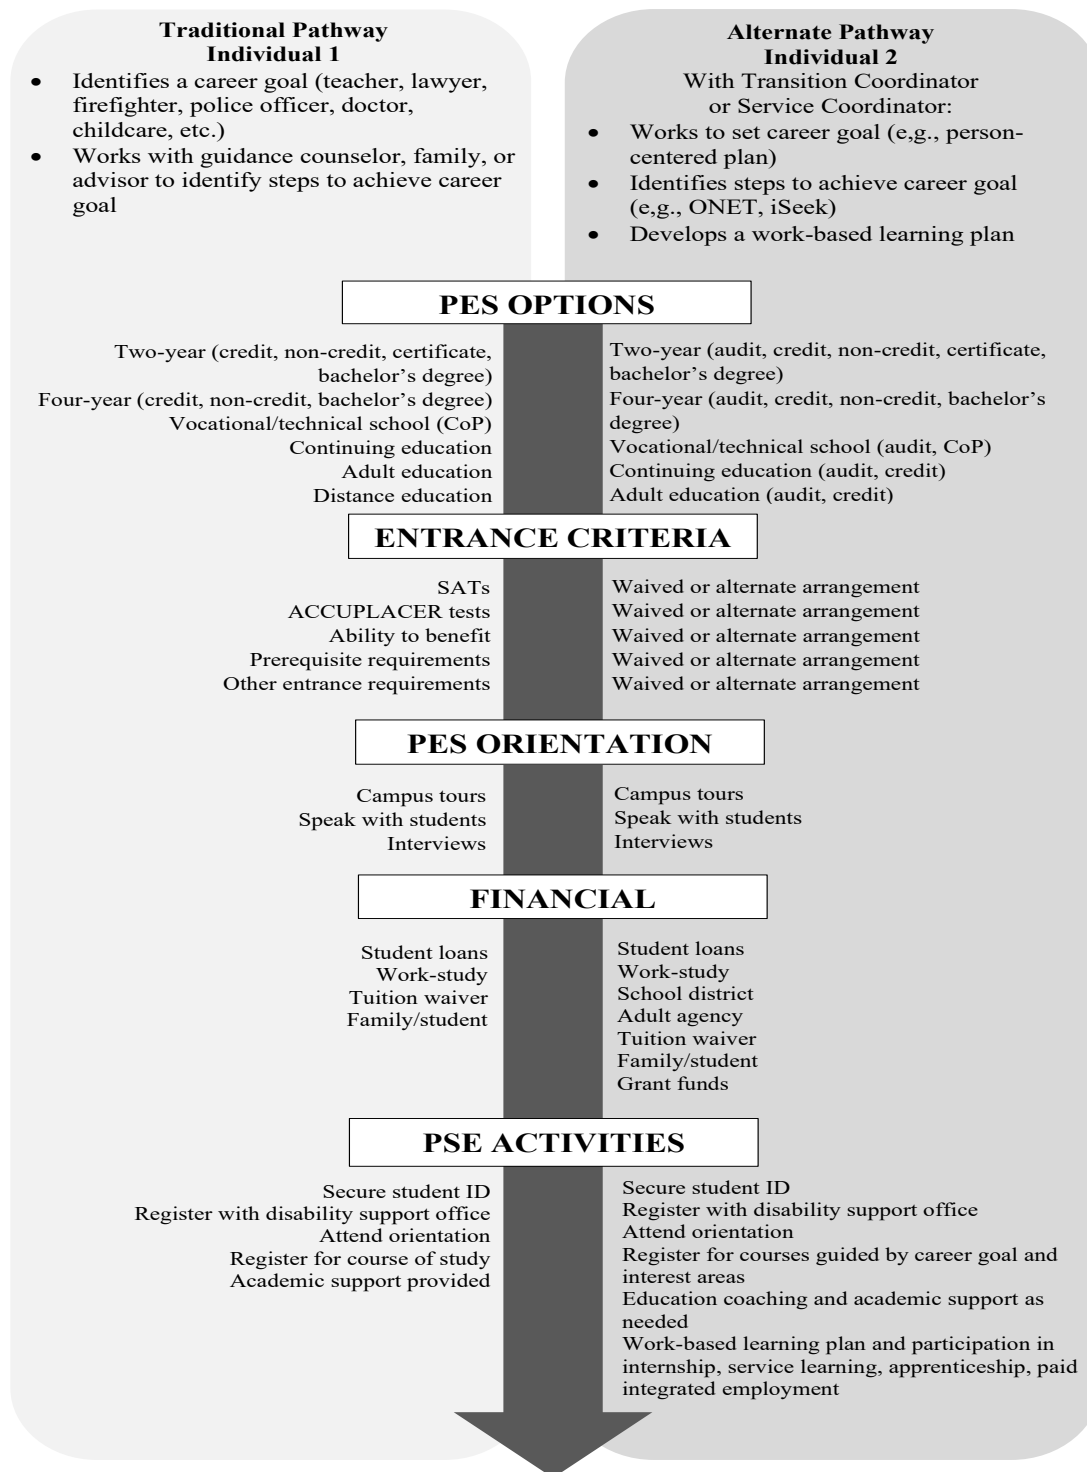 Traditional Pathway
Individual 1
• Identifies a career goal (teacher, lawyer,
firefighter, police officer, doctor,
childcare, etc.)
• Works with guidance counselor, family, or
advisor to identify steps to achieve career
goal
Alternate Pathway
Individual 2
With Transition Coordinator
or Service Coordinator:
• Works to set career goal (e,g., person-
centered plan)
• Identifies steps to achieve career goal
(e,g., ONET, iSeek)
• Develops a work-based learning plan
PES OPTIONS
Two-year (credit, non-credit, certificate,
bachelor’s degree)
Four-year (credit, non-credit, bachelor’s degree)
Vocational/technical school (CoP)
Continuing education
Adult education
Distance education
Two-year (audit, credit, non-credit, certificate,
bachelor’s degree)
Four-year (audit, credit, non-credit, bachelor’s
degree)
Vocational/technical school (audit, CoP)
Continuing education (audit, credit)
Adult education (audit, credit)
ENTRANCE CRITERIA
SATs
ACCUPLACER tests
Ability to benefit
Prerequisite requirements
Other entrance requirements
Waived or alternate arrangement
Waived or alternate arrangement
Waived or alternate arrangement
Waived or alternate arrangement
Waived or alternate arrangement
PES ORIENTATION
Campus tours
Speak with students
Interviews
Campus tours
Speak with students
Interviews
FINANCIAL
Student loans
Work-study
Tuition waiver
Family/student
Student loans
Work-study
School district
Adult agency
Tuition waiver
Family/student
Grant funds
PSE ACTIVITIES
Secure student ID
Register with disability support office
Attend orientation
Register for course of study
Academic support provided
Secure student ID
Register with disability support office
Attend orientation
Register for courses guided by career goal and
interest areas
Education coaching and academic support as
needed
Work-based learning plan and participation in
internship, service learning, apprenticeship, paid
integrated employment